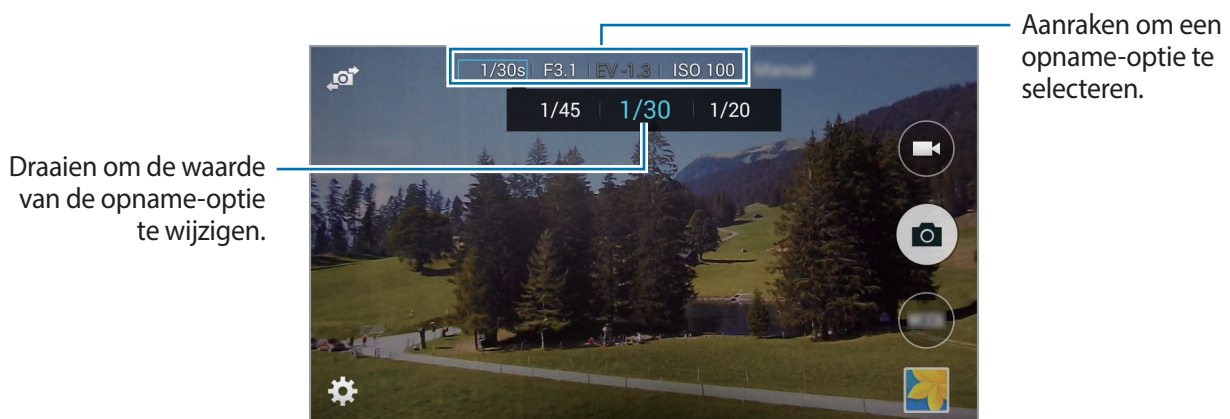 Aanraken om een
opname-optie te
selecteren.
1/30s F3.1 EV -1.3 ISO 100
1/45 1/30 1/20
Draaien om de waarde
van de opname-optie
te wijzigen.